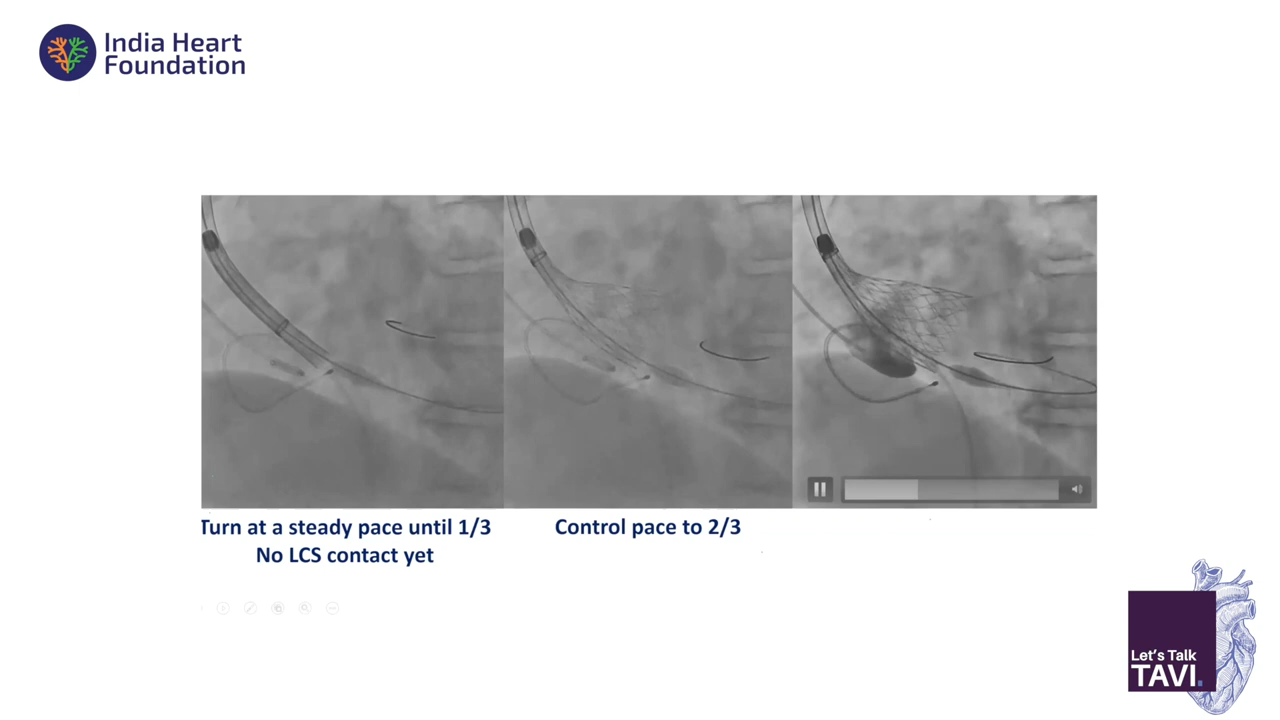 India Heart
Foundation
Turn at a steady pace until 1/3
No LCS contact yet
Control pace to 2/3
Let's Talk
TAVI.